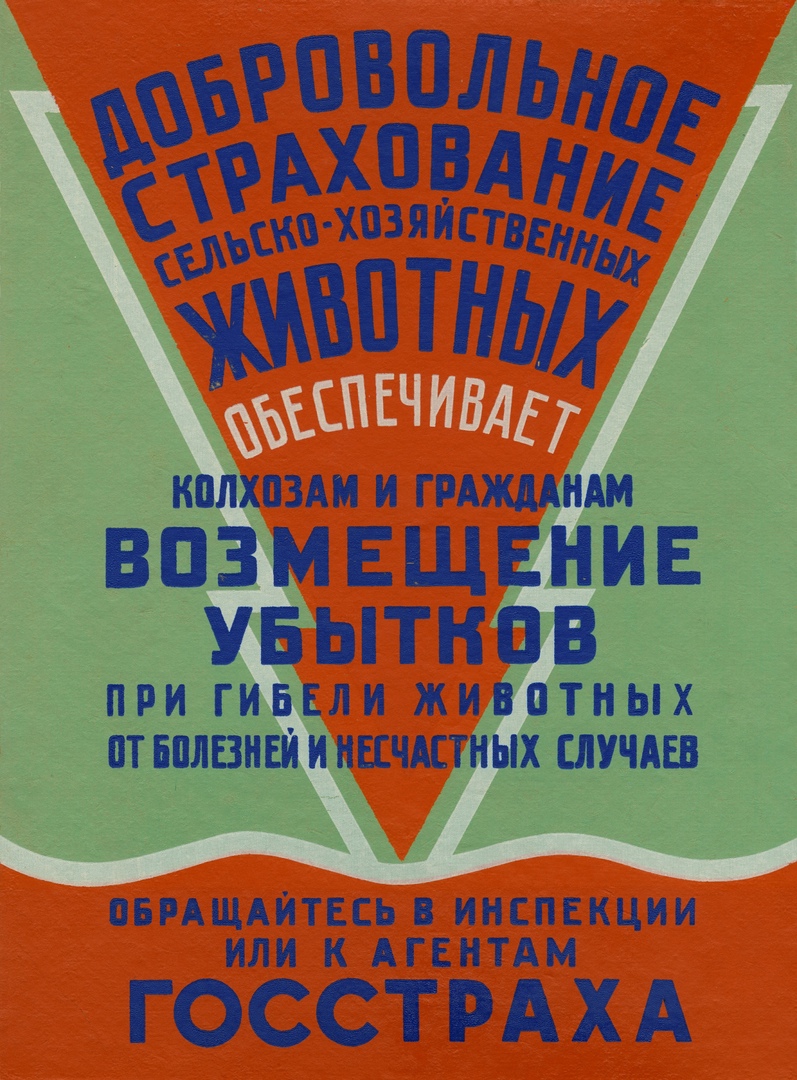 ДОБРОВОЛЬНОЕ
СТРАХОВАНИЕ
СЕЛЬСКО-ХОЗЯЙСТВЕННЫХ
ЖИВОТНЫХ
ОБЕСПЕЧИВАЕТ
КОЛХОЗАМ И ГРАЖДАНАМ
ВОЗМЕЩЕНИЕ
УБЫТКОВ
ПРИ ГИБЕЛИ ЖИВОТНЫХ
ОТ БОЛЕЗНЕЙ И НЕСЧАСТНЫХ СЛУЧАЕВ
ОБРАЩАЙТЕСЬ В ИНСПЕКЦИИ
ИЛИ К АГЕНТАМ
ГОССТРАХА